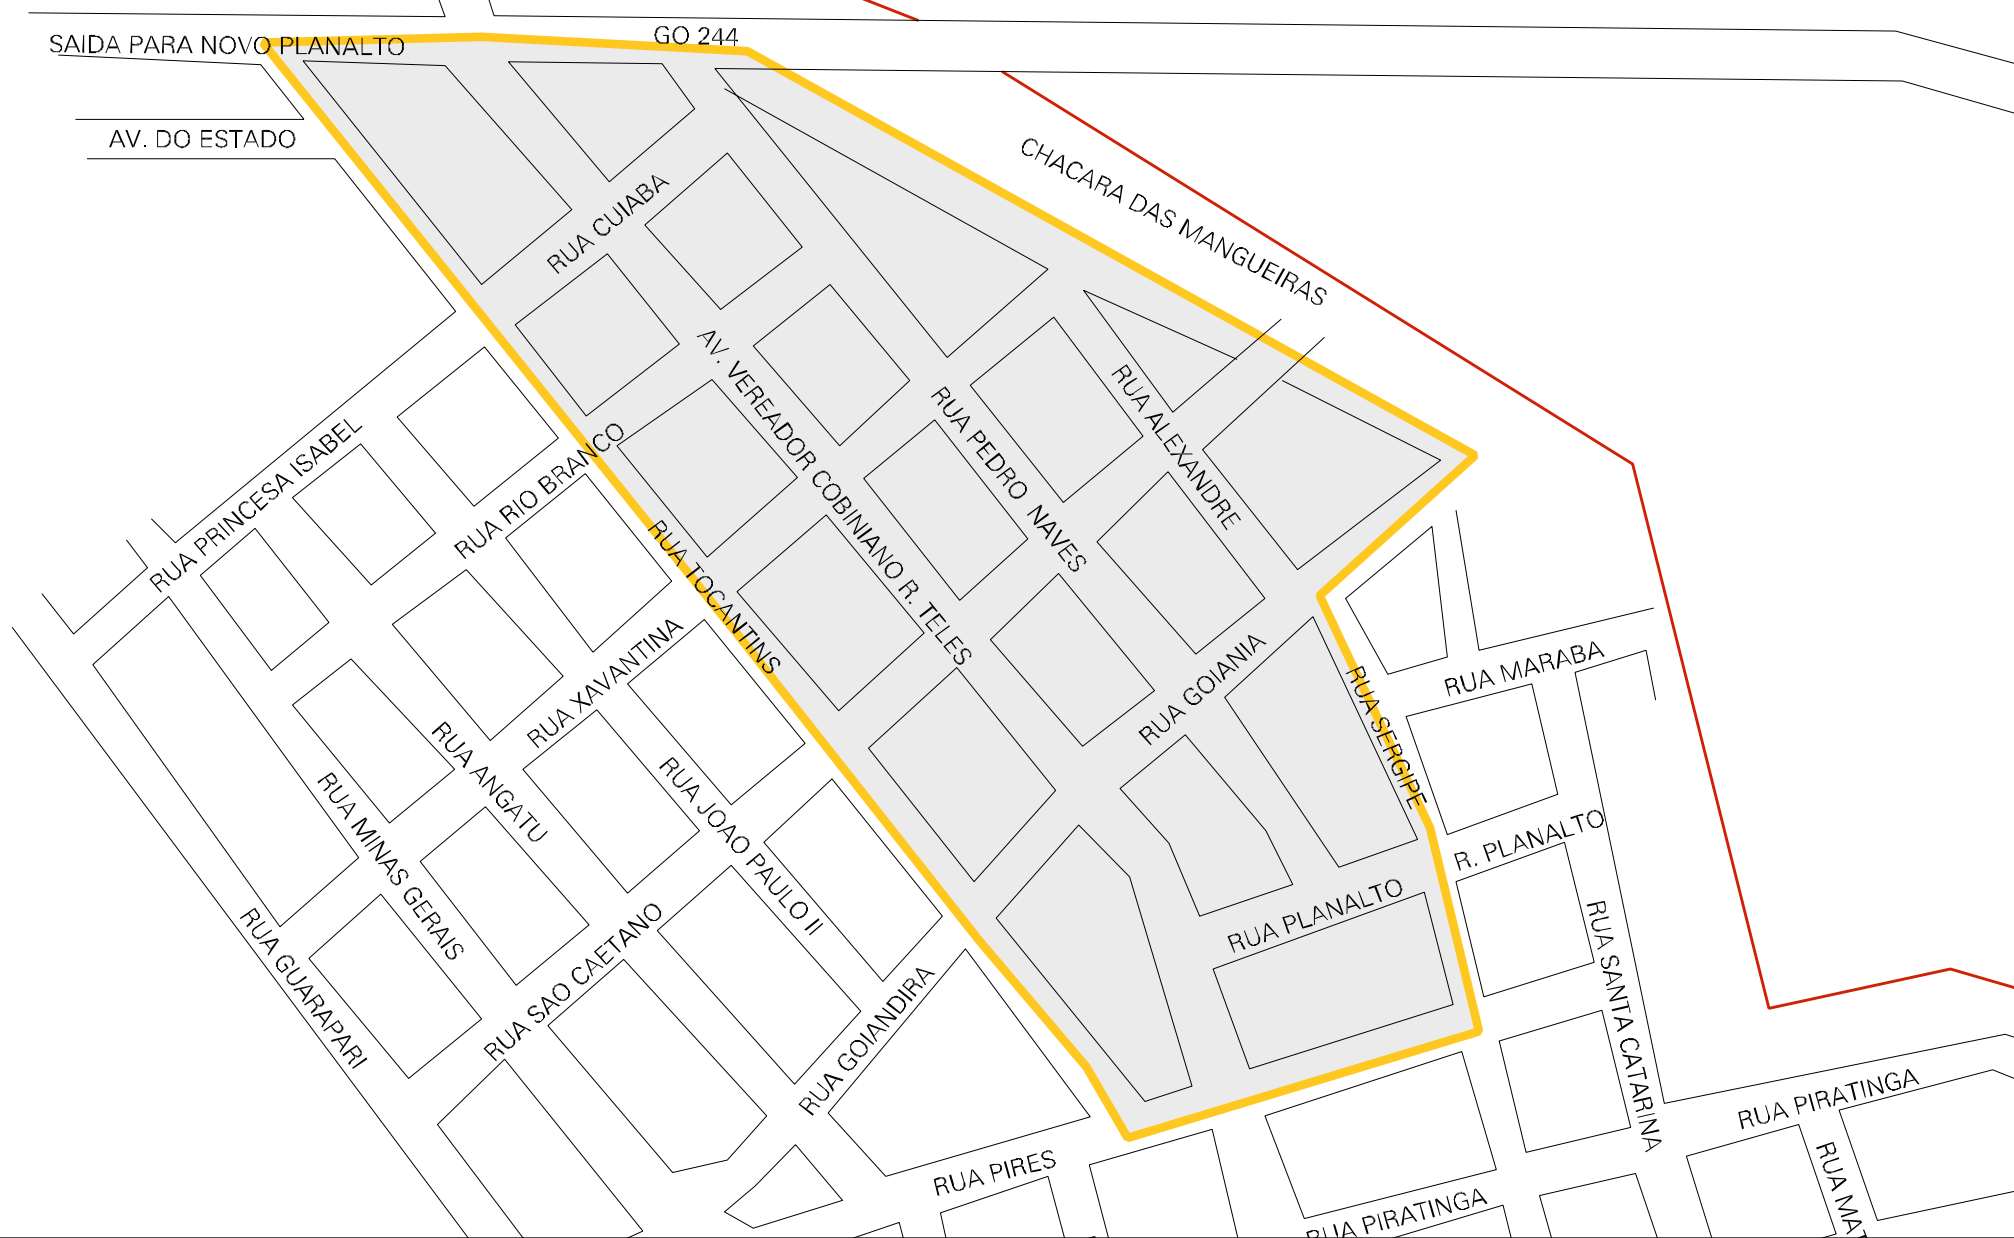 SAIDA PARA NOVO PLANALTO
GO 244
AV. DO ESTADO
CHACARA DAS MANGUEIRAS
RUA CUIABA
AV. VEREADOR COBINIANO R. TELES
RUA PEDRO NAVES
RUA ALEXANDRE
RUA PRINCESA ISABEL
RUA RIO BRANCO
RUA TOCANTINS
RUA XAVANTINA
RUA GOIANIA
RUA SERGIPE
RUA MARABA
RUA ANGATU
RUA MINAS GERAIS
RUA JOAO PAULO II
R. PLANALTO
RUA PLANALTO
RUA GUARAPARI
RUA SAO CAETANO
RUA GOIANDIRA
RUA SANTA CATARINA
RUA PIRATINGA
RUA PIRES
RUA PIRATINGA
RUA MAT